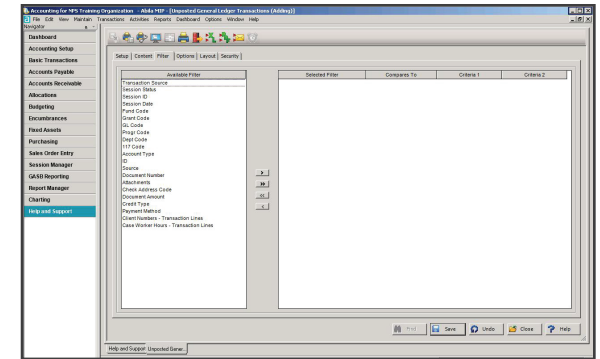 Accounting for NPS Training Organization - Abila MIP - [Unposted General Ledger Transactions (Adding)]
File Edit View Maintain Transactions Activities Reports Dashboard Options Window Help
Navigator
Dashboard
Accounting Setup
Basic Transactions
Accounts Payable
Accounts Receivable
Allocations
Budgeting
Encumbrances
Fixed Assets
Purchasing
Sales Order Entry
Session Manager
GASB Reporting
Report Manager
Charting
Help and Support
Setup Content Filter Options Layout Security
Available Filter
Transaction Source
Session Status
Session ID
Session Date
Fund Code
Grant Code
GL Code
Progr Code
Dept Code
117 Code
Account Type
ID
Source
Document Number
Attachments
Check Address Code
Document Amount
Credit Type
Payment Method
Client Numbers - Transaction Lines
Case Worker Hours - Transaction Lines
>
>>
<<
<
Selected Filter Compares To Criteria 1 Criteria 2
Find Save Undo Close Help
Help and Support Unposted Gener...